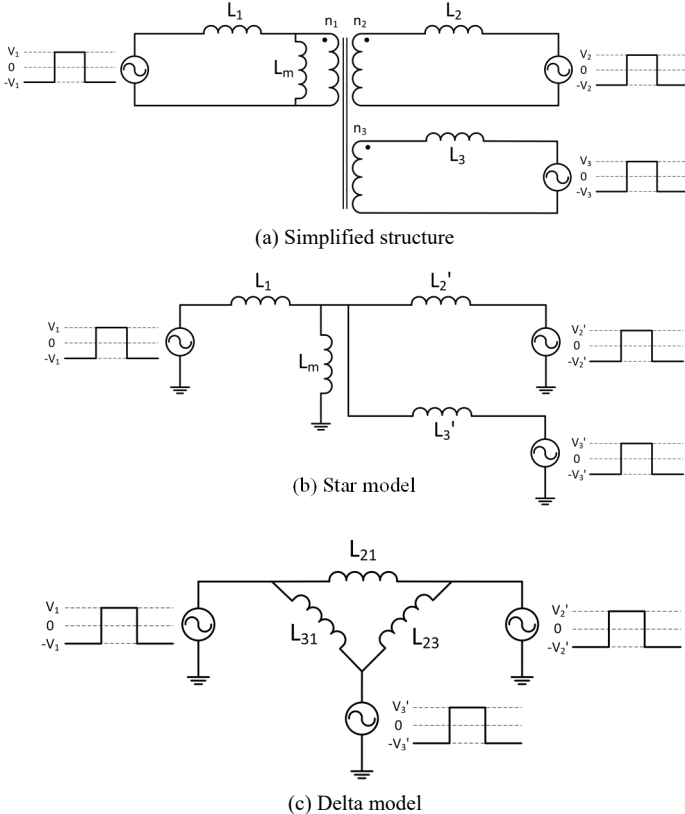 L1
n1
n2
L2
V1
0
-V1
Lm
V2
0
-V2
n3
L3
V3
0
-V3
(a) Simplified structure
L1
L2'
V1
0
-V1
Lm
V2'
0
-V2'
L3'
V3'
0
-V3'
(b) Star model
L21
V1
0
-V1
L31
L23
V2'
0
-V2'
V3'
0
-V3'
(c) Delta model